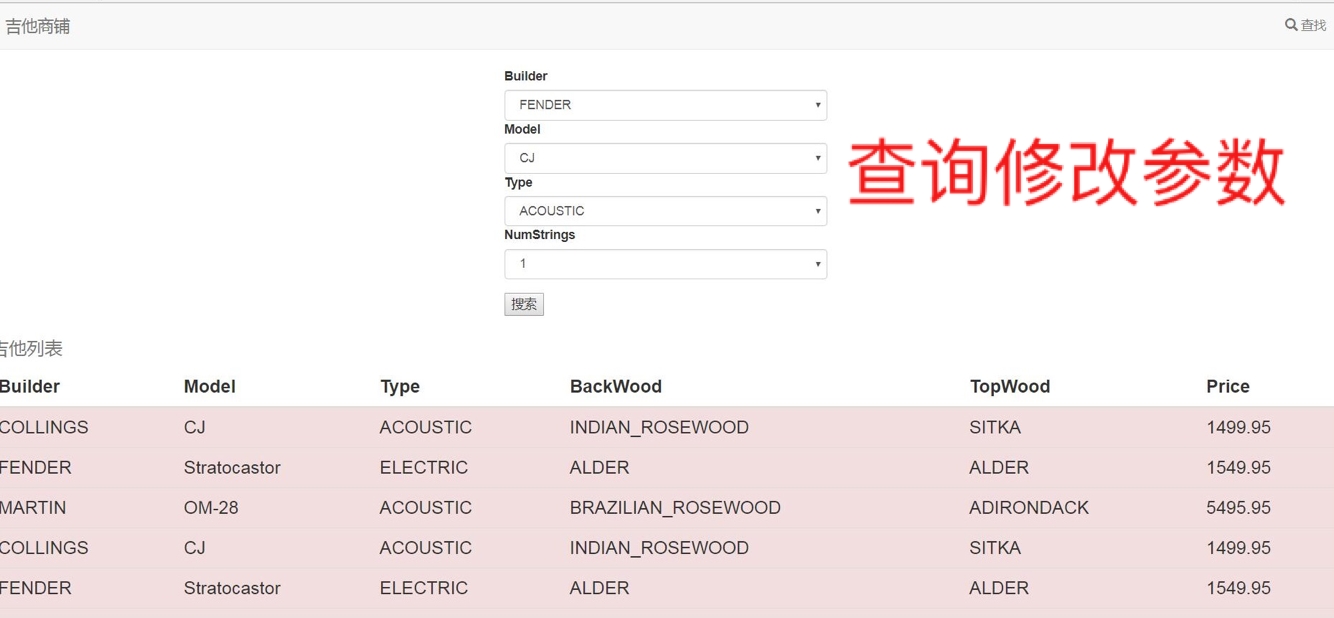 吉他商铺 查找
Builder
FENDER
Model
CJ
Type
ACOUSTIC
NumStrings
1
搜索
查询修改参数
吉他列表
Builder Model Type BackWood TopWood Price
COLLINGS CJ ACOUSTIC INDIAN_ROSEWOOD SITKA 1499.95
FENDER Stratocastor ELECTRIC ALDER ALDER 1549.95
MARTIN OM-28 ACOUSTIC BRAZILIAN_ROSEWOOD ADIRONDACK 5495.95
COLLINGS CJ ACOUSTIC INDIAN_ROSEWOOD SITKA 1499.95
FENDER Stratocastor ELECTRIC ALDER ALDER 1549.95